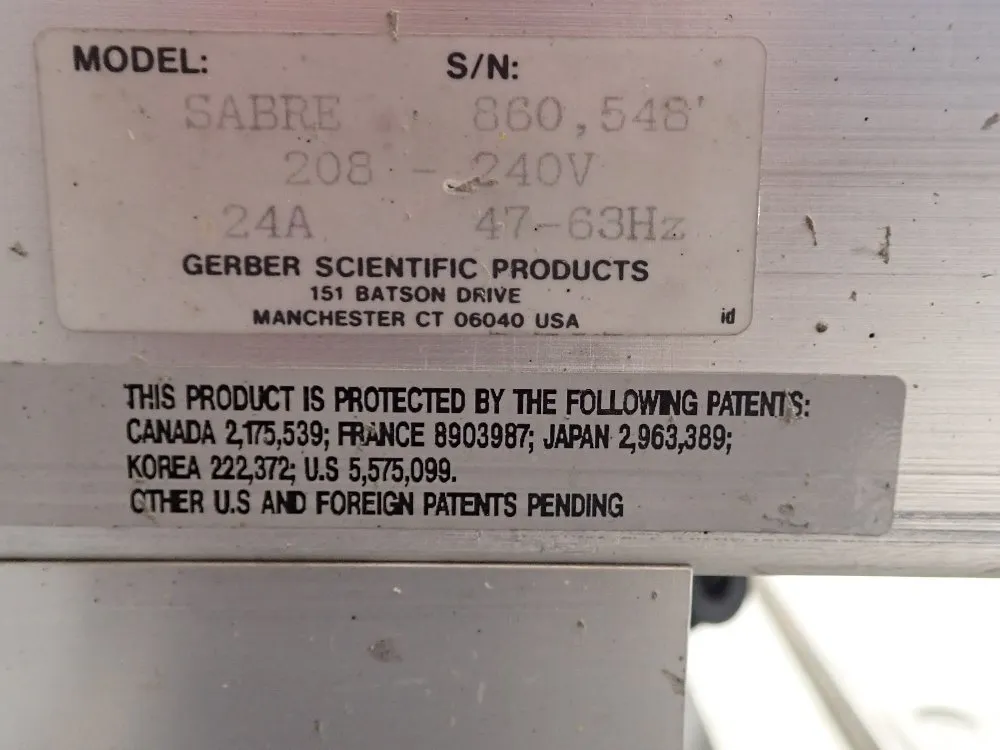 MODEL: S/N:
SABRE 860,548'
208 - 240V
24A 47-63Hz
GERBER SCIENTIFIC PRODUCTS
151 BATSON DRIVE
MANCHESTER CT 06040 USA id
THIS PRODUCT IS PROTECTED BY THE FOLLOWING PATENTS:
CANADA 2,175,539; FRANCE 8903987; JAPAN 2,963,389;
KOREA 222,372; U.S 5,575,099.
OTHER U.S AND FOREIGN PATENTS PENDING